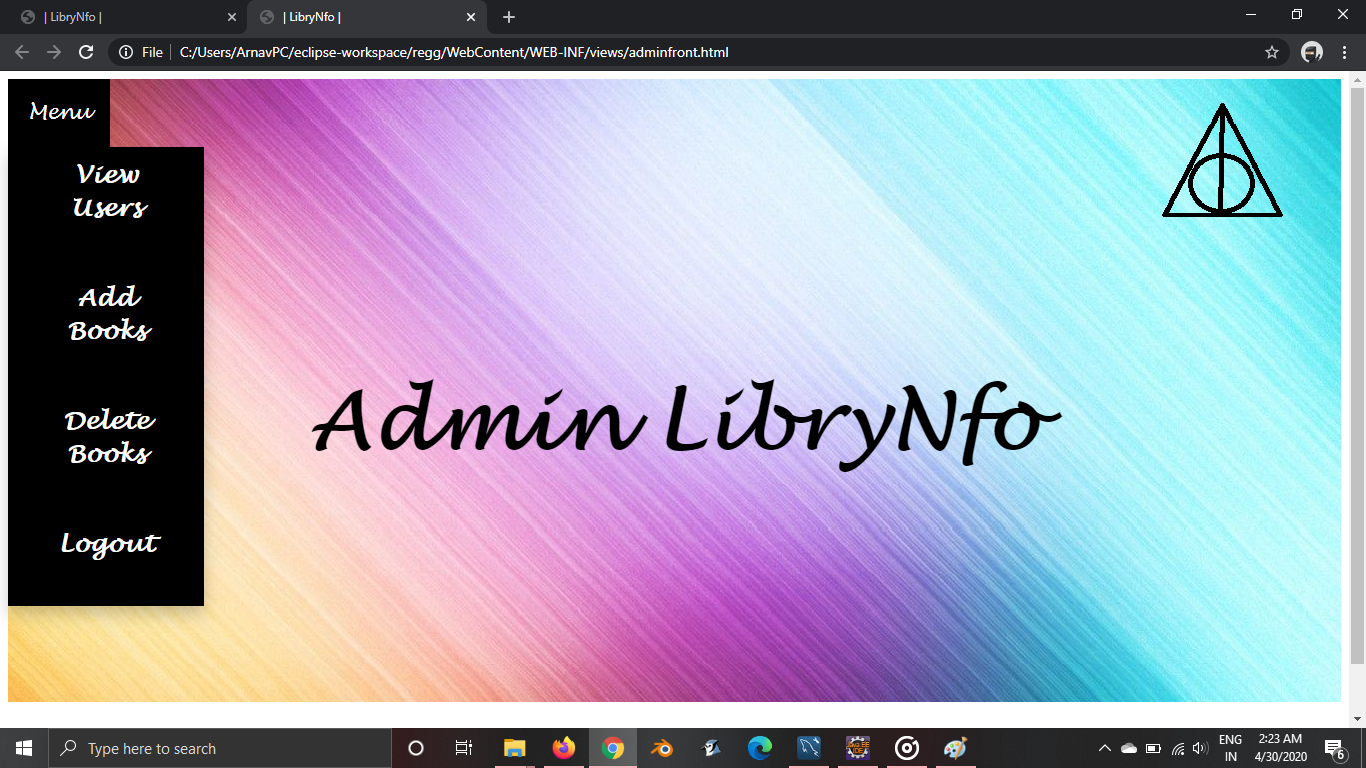 | LibryNfo |
| LibryNfo |
File
C:/Users/ArnavPC/eclipse-workspace/regg/WebContent/WEB-INF/views/adminfront.html
Menu
View
Users
Add
Books
Delete
Books
Logout
Admin LibryNfo
Type here to search
ENG
IN
2:23 AM
4/30/2020
6